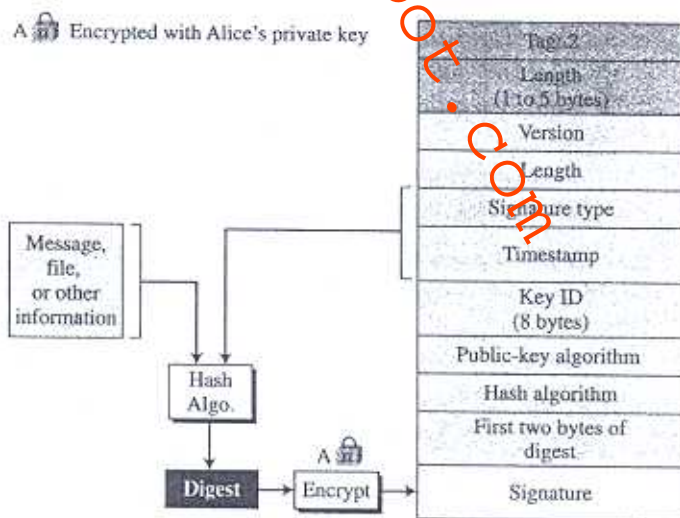 A Encrypted with Alice's private key
ot.com
Tag: 2
Length
(1 to 5 bytes)
Version
Length
Signature type
Timestamp
Key ID
(8 bytes)
Public-key algorithm
Hash algorithm
First two bytes of
digest
Signature
Message,
file,
or other
information
Hash
Algo.
A
Digest
Encrypt